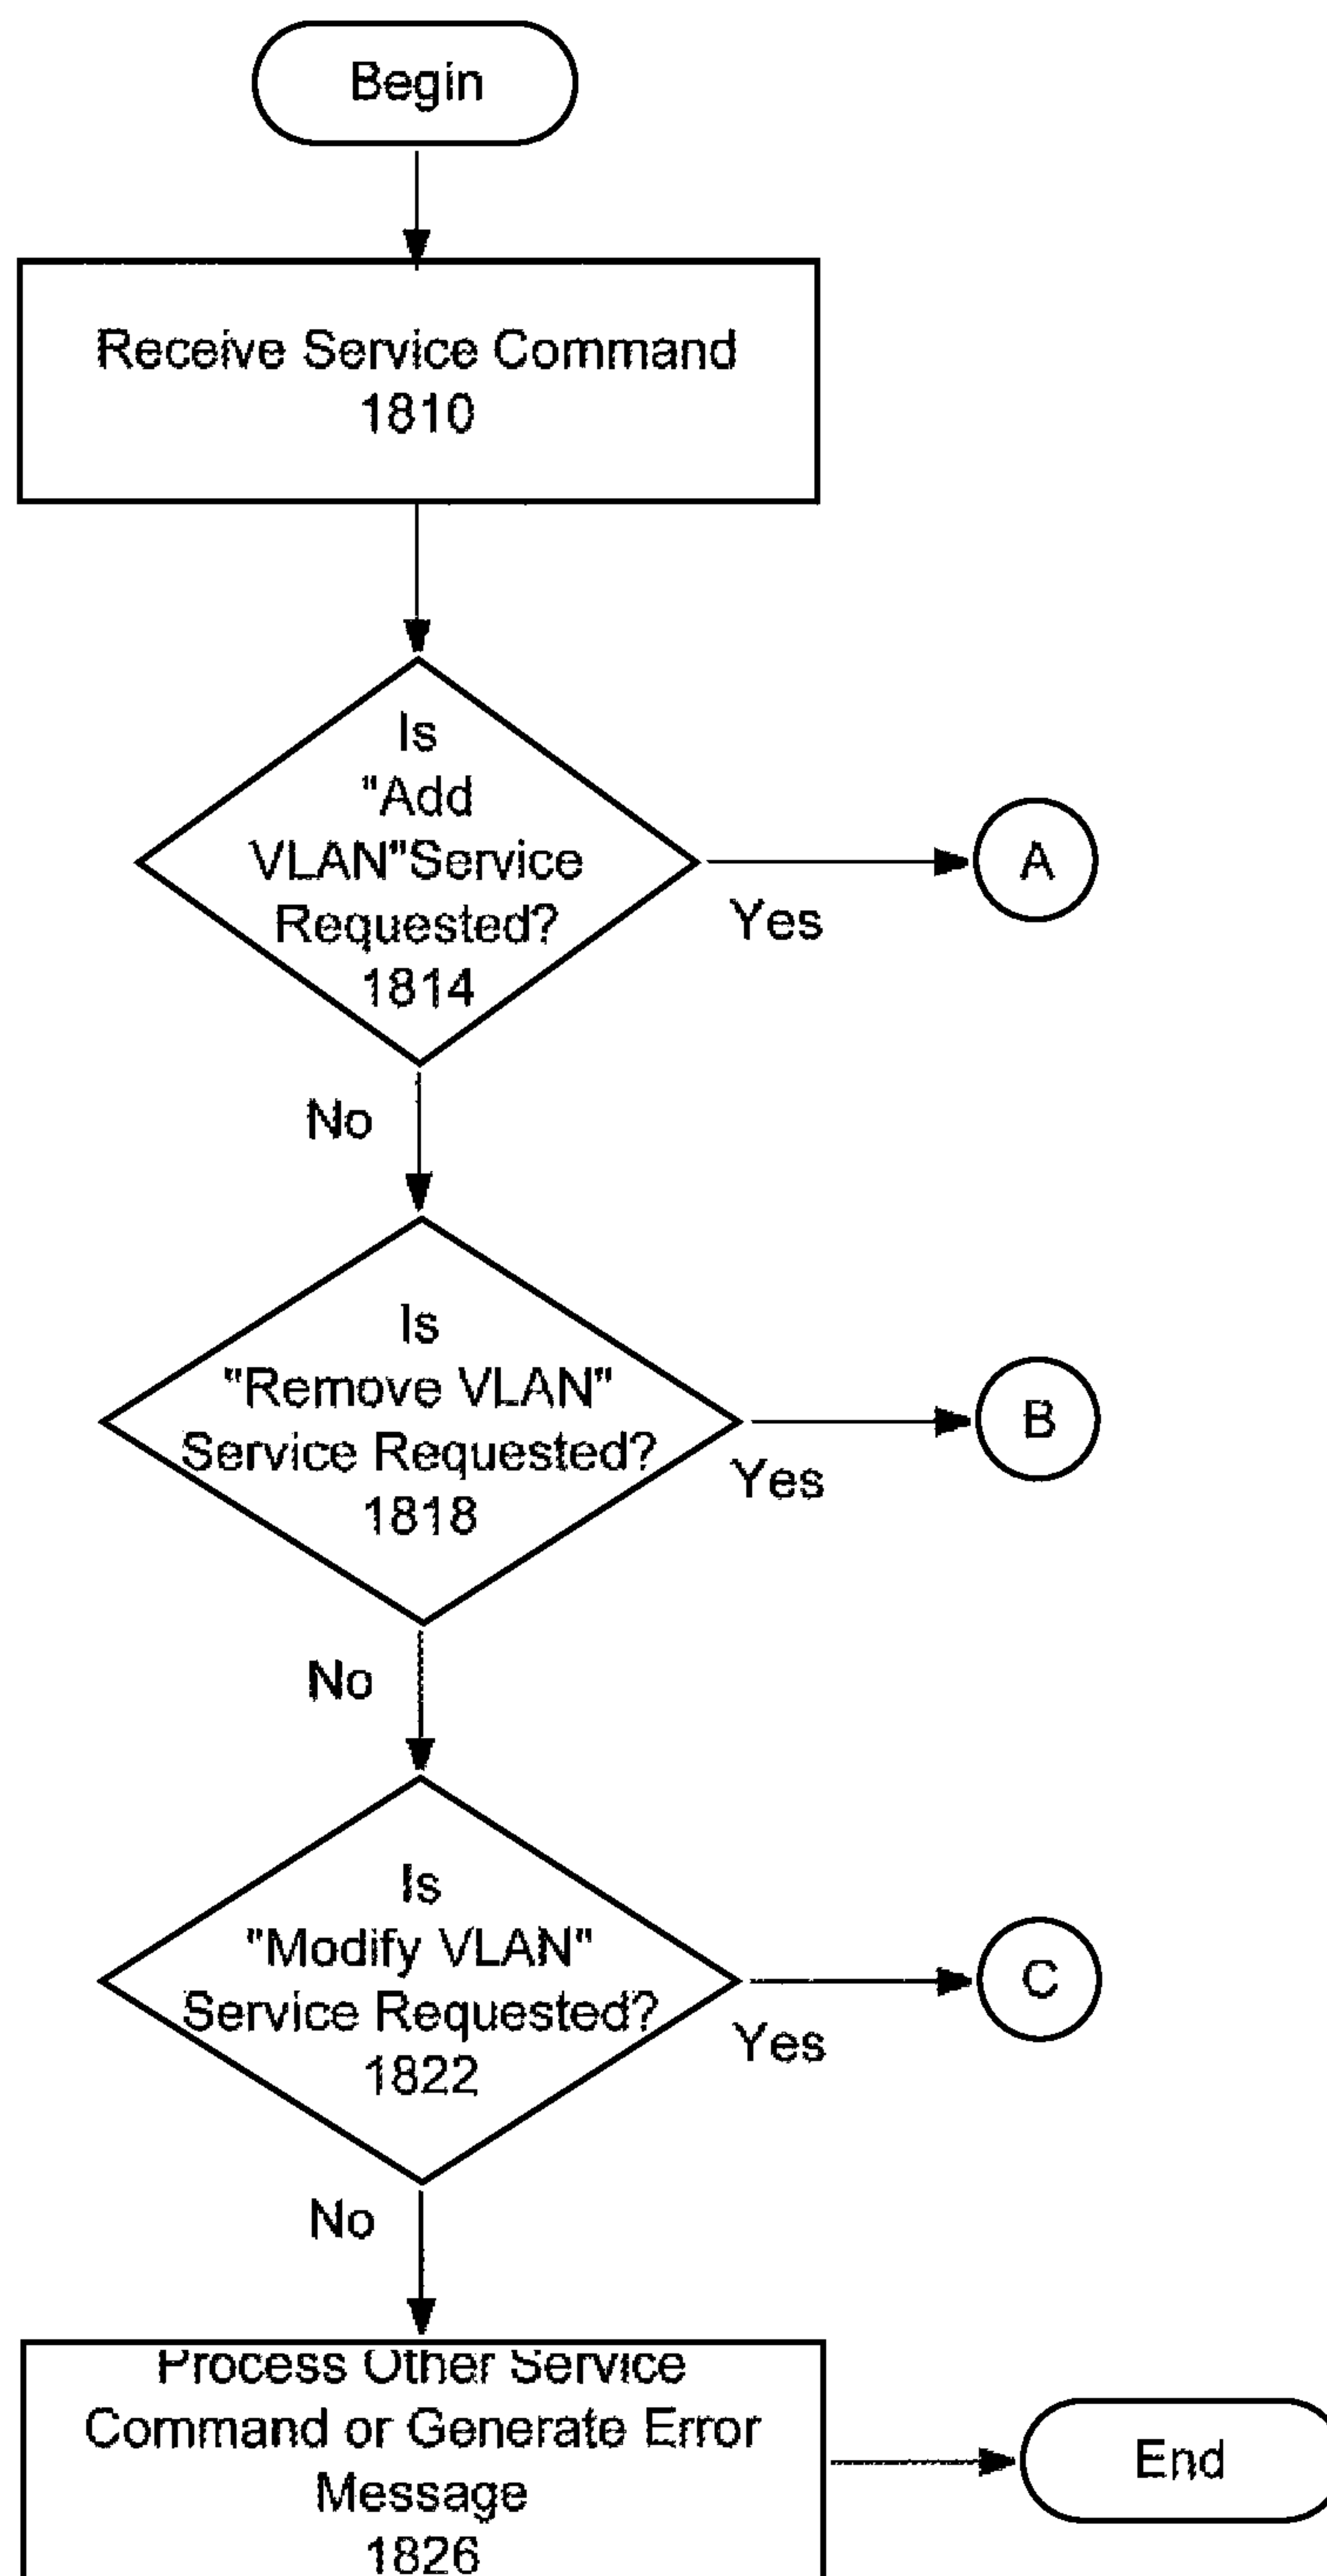 Begin
Receive Service Command
1810
Is
"Add
VLAN"Service
Requested?
1814
Yes
A
No
Is
"Remove VLAN"
Service Requested?
1818
Yes
B
No
Is
"Modify VLAN"
Service Requested?
1822
Yes
C
No
Process Other Service
Command or Generate Error
Message
1826
End